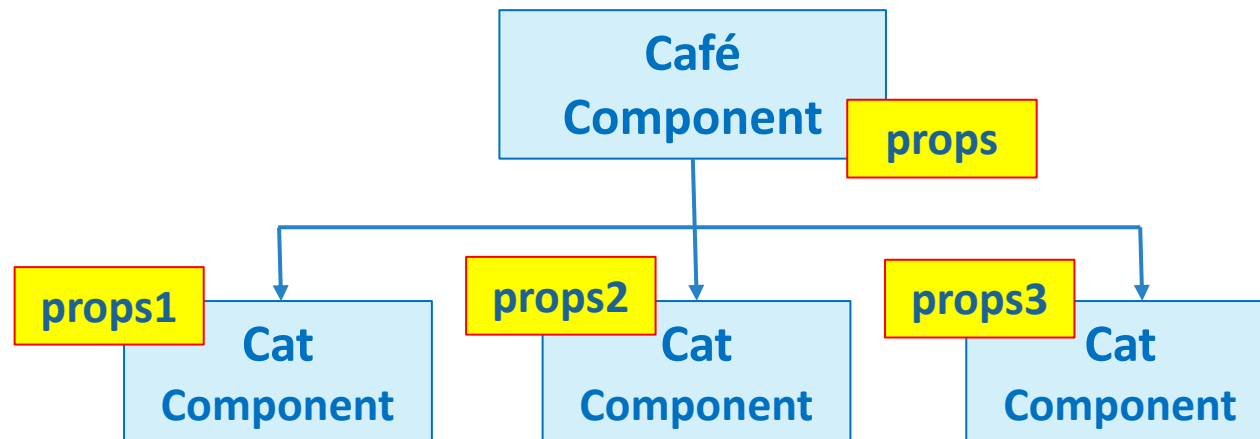 Café
Component
props
props1
Cat
Component
props2
Cat
Component
props3
Cat
Component